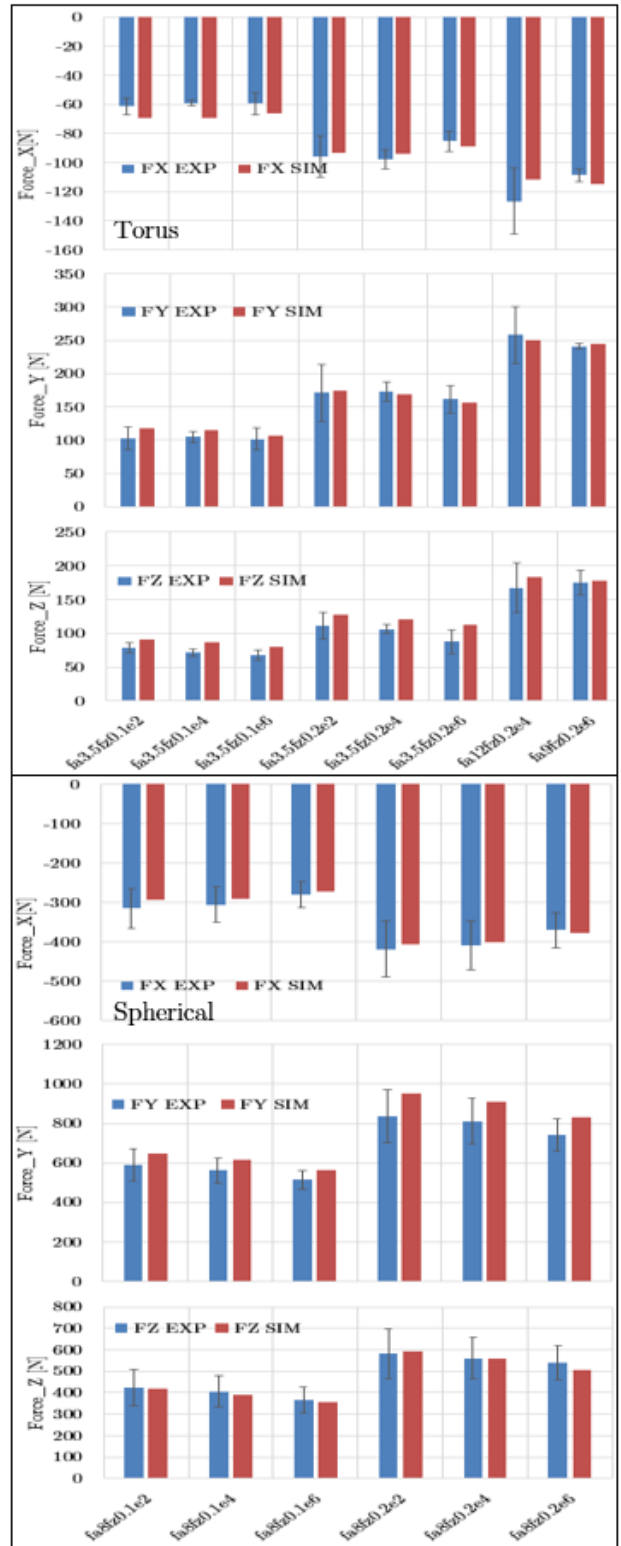 0
-20
-40
-60
-80
-100
-120
-140
-160
Force_X[N]
FX EXP FX SIM
Torus
350
300
250
200
150
100
50
0
Force_Y [N]
FY EXP FY SIM
250
200
150
100
50
0
Force_Z [N]
FZ EXP FZ SIM
fa3.5fz0.1e2
fa3.5fz0.1e4
fa3.5fz0.1e6
fa3.5fz0.2e2
fa3.5fz0.2e4
fa3.5fz0.2e6
fa12fz0.2e4
fa9fz0.2e6
0
-100
-200
-300
-400
-500
-600
Force_X[N]
FX EXP FX SIM
Spherical
1200
1000
800
600
400
200
0
Force_Y [N]
FY EXP FY SIM
800
700
600
500
400
300
200
100
0
Force_Z [N]
FZ EXP FZ SIM
fa8fz0.1e2
fa8fz0.1e4
fa8fz0.1e6
fa8fz0.2e2
fa8fz0.2e4
fa8fz0.2e6